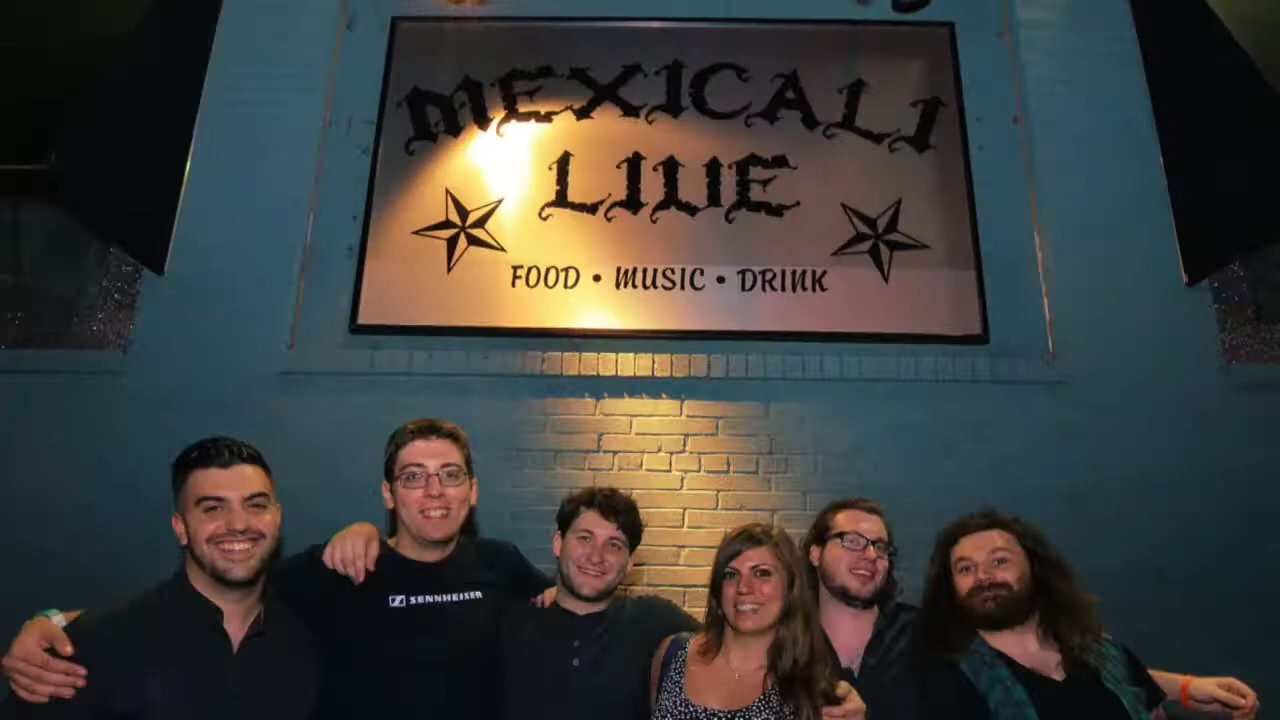 MEXICALI
LIVE
FOOD • MUSIC • DRINK
SENNHEISER